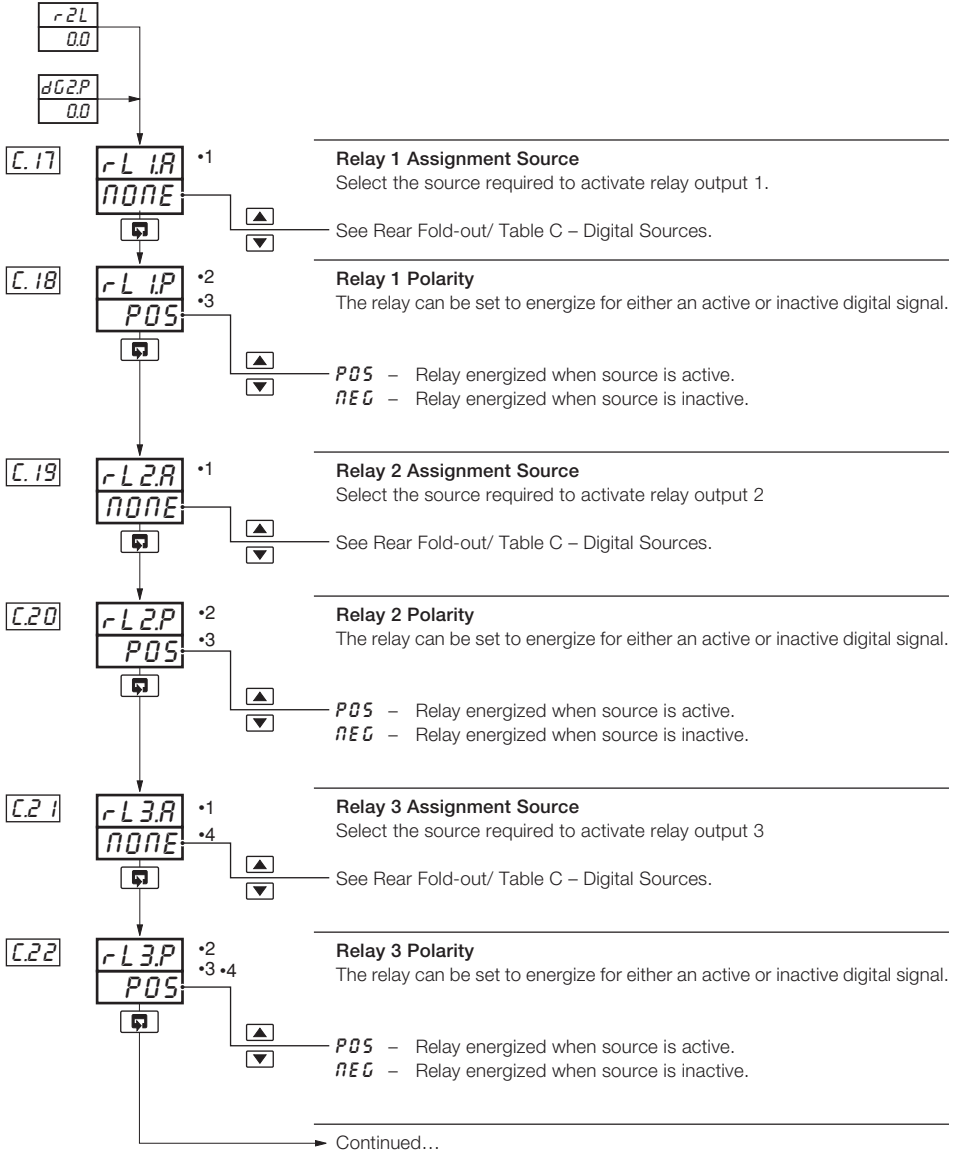 r2L
0.0
dG2.P
0.0
C.17
rL1.A
•1
NONE
Relay 1 Assignment Source
Select the source required to activate relay output 1.
See Rear Fold-out/ Table C – Digital Sources.
C.18
rL1.P
•2
•3
POS
Relay 1 Polarity
The relay can be set to energize for either an active or inactive digital signal.
POS – Relay energized when source is active.
NEG – Relay energized when source is inactive.
C.19
rL2.A
•1
NONE
Relay 2 Assignment Source
Select the source required to activate relay output 2
See Rear Fold-out/ Table C – Digital Sources.
C.20
rL2.P
•2
•3
POS
Relay 2 Polarity
The relay can be set to energize for either an active or inactive digital signal.
POS – Relay energized when source is active.
NEG – Relay energized when source is inactive.
C.21
rL3.A
•1
•4
NONE
Relay 3 Assignment Source
Select the source required to activate relay output 3
See Rear Fold-out/ Table C – Digital Sources.
C.22
rL3.P
•2
•3 •4
POS
Relay 3 Polarity
The relay can be set to energize for either an active or inactive digital signal.
POS – Relay energized when source is active.
NEG – Relay energized when source is inactive.
Continued…